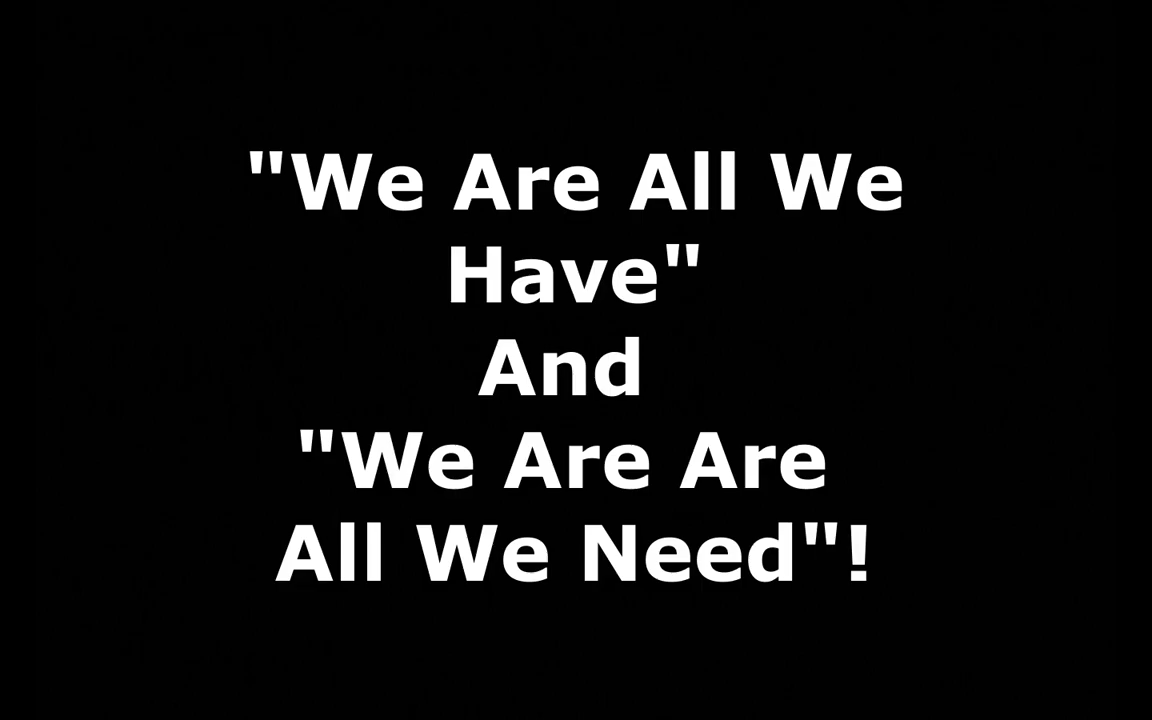 "We Are All We
Have"
And
"We Are Are
All We Need"!